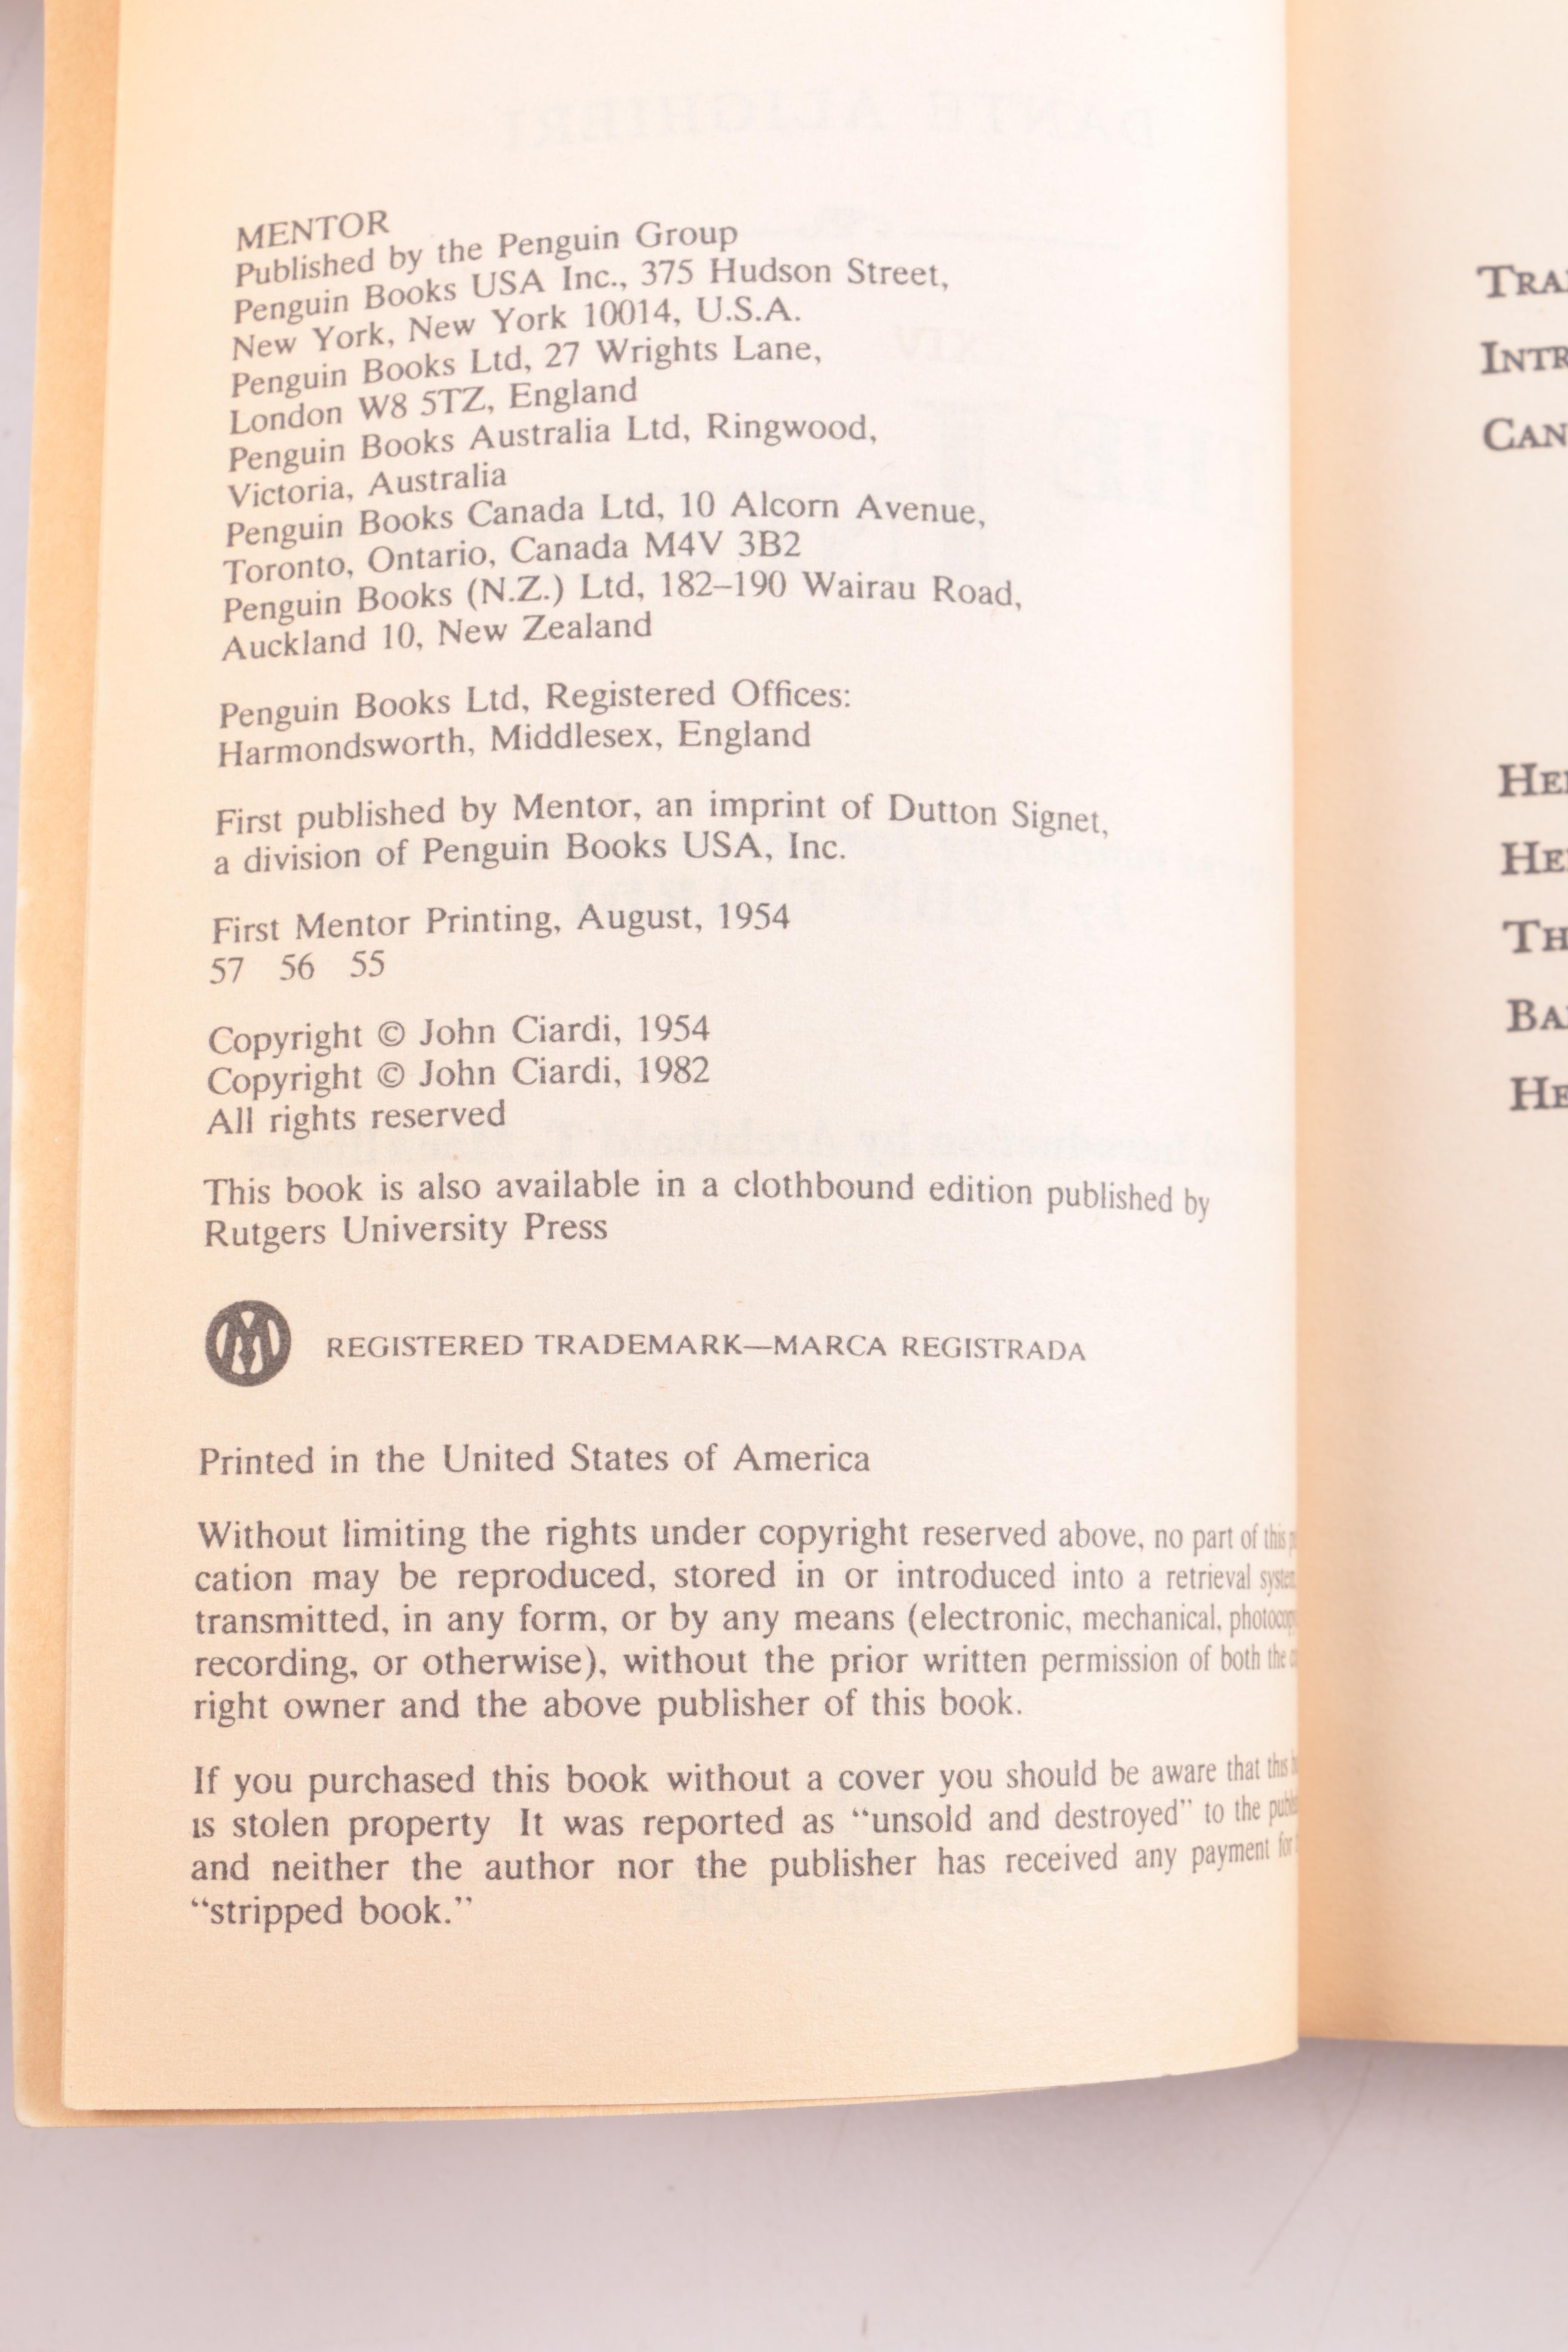 MENTOR
Published by the Penguin Group
Penguin Books USA Inc., 375 Hudson Street,
New York, New York 10014, U.S.A.
Penguin Books Ltd, 27 Wrights Lane,
London W8 5TZ, England
Penguin Books Australia Ltd, Ringwood,
Victoria, Australia
Penguin Books Canada Ltd, 10 Alcorn Avenue,
Toronto, Ontario, Canada M4V 3B2
Penguin Books (N.Z.) Ltd, 182–190 Wairau Road,
Auckland 10, New Zealand
Penguin Books Ltd, Registered Offices:
Harmondsworth, Middlesex, England
First published by Mentor, an imprint of Dutton Signet,
a division of Penguin Books USA, Inc.
First Mentor Printing, August, 1954
57 56 55
Copyright © John Ciardi, 1954
Copyright © John Ciardi, 1982
All rights reserved
This book is also available in a clothbound edition published by
Rutgers University Press
M REGISTERED TRADEMARK—MARCA REGISTRADA
Printed in the United States of America
Without limiting the rights under copyright reserved above, no part of this
cation may be reproduced, stored in or introduced into a retrieval
transmitted, in any form, or by any means (electronic, mechanical,
recording, or otherwise), without the prior written permission of both the
right owner and the above publisher of this book.
If you purchased this book without a cover you should be aware that this
is stolen property It was reported as “unsold and destroyed” to the
and neither the author nor the publisher has received any payment for
“stripped book.”